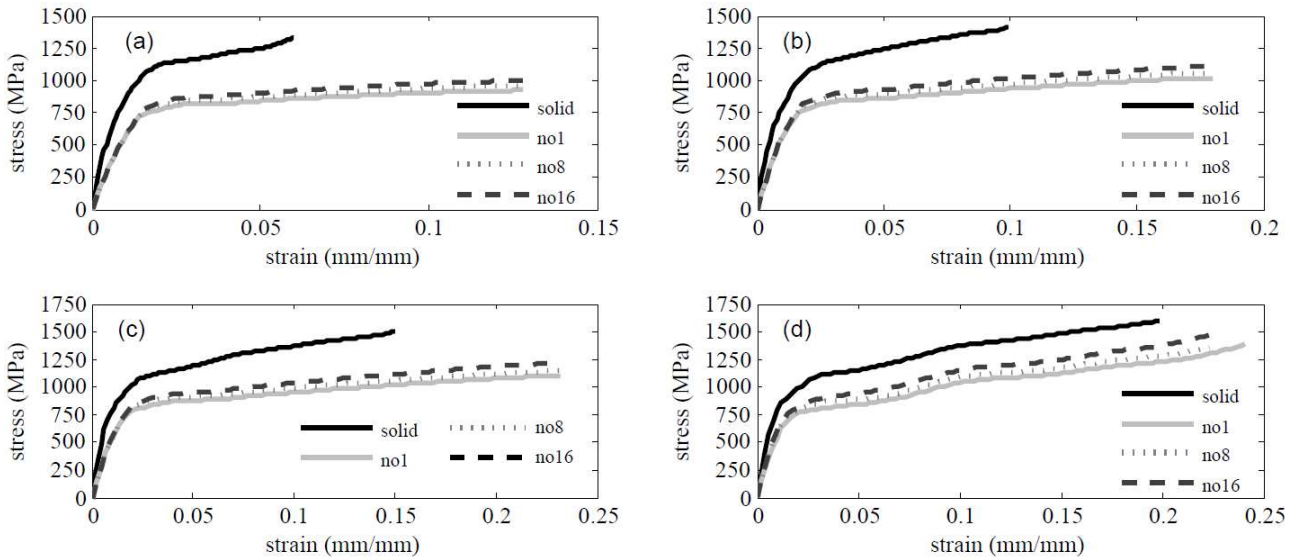 (a)
stress (MPa)
1500
1250
1000
750
500
250
0
0 0.05 0.1 0.15
strain (mm/mm)
solid
no1
no8
no16
(b)
stress (MPa)
1500
1250
1000
750
500
250
0
0 0.05 0.1 0.15 0.2
strain (mm/mm)
solid
no1
no8
no16
(c)
stress (MPa)
1750
1500
1250
1000
750
500
250
0
0 0.05 0.1 0.15 0.2 0.25
strain (mm/mm)
solid no8
no1 no16
(d)
stress (MPa)
1750
1500
1250
1000
750
500
250
0
0 0.05 0.1 0.15 0.2 0.25
strain (mm/mm)
solid
no1
no8
no16